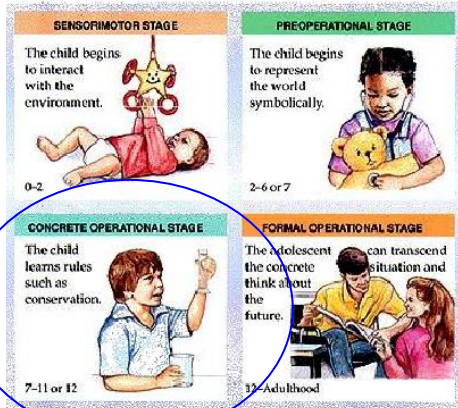 SENSORIMOTOR STAGE
The child begins
to interact
with the
environment.
0–2
PREOPERATIONAL STAGE
The child begins
to represent
the world
symbolically.
2–6 or 7
CONCRETE OPERATIONAL STAGE
The child
learns rules
such as
conservation.
7–11 or 12
FORMAL OPERATIONAL STAGE
The adolescent can transcend
the concrete situation and
think about
the
future.
12–Adulthood